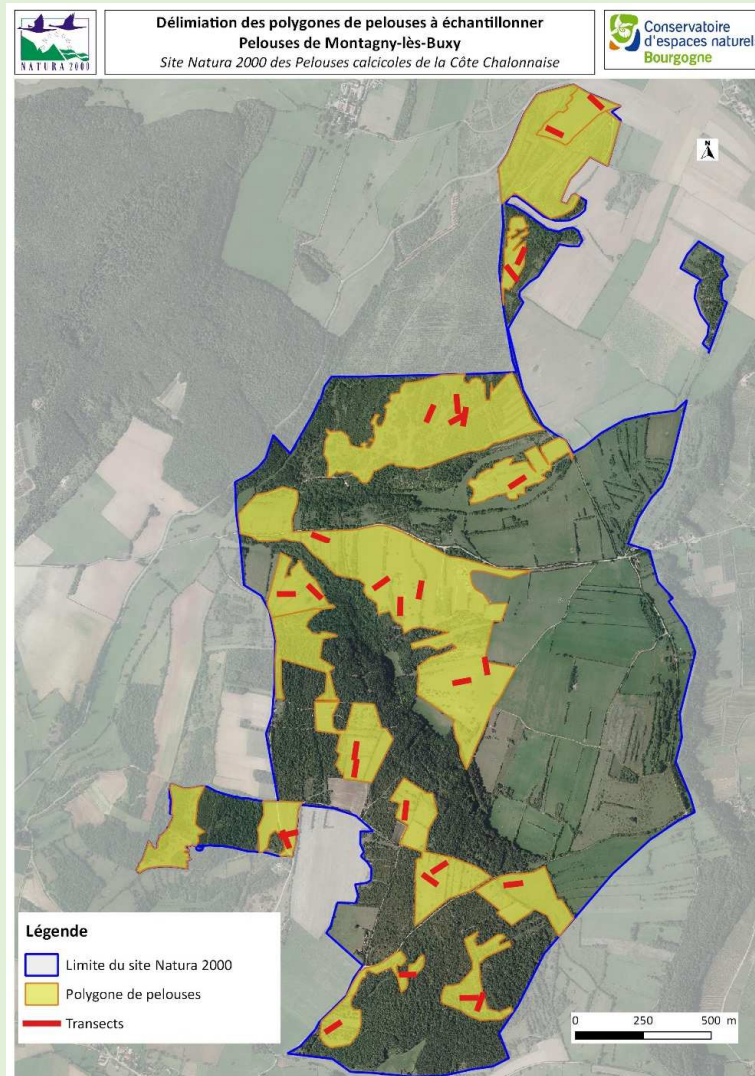 NATURA 2000
Délimiation des polygones de pelouses à échantillonner
Pelouses de Montagny-lès-Buxy
Site Natura 2000 des Pelouses calcicoles de la Côte Chalonnaise
Conservatoire
d'espaces naturel
Bourgogne
N
Légende
Limite du site Natura 2000
Polygone de pelouses
Transects
0 250 500 m